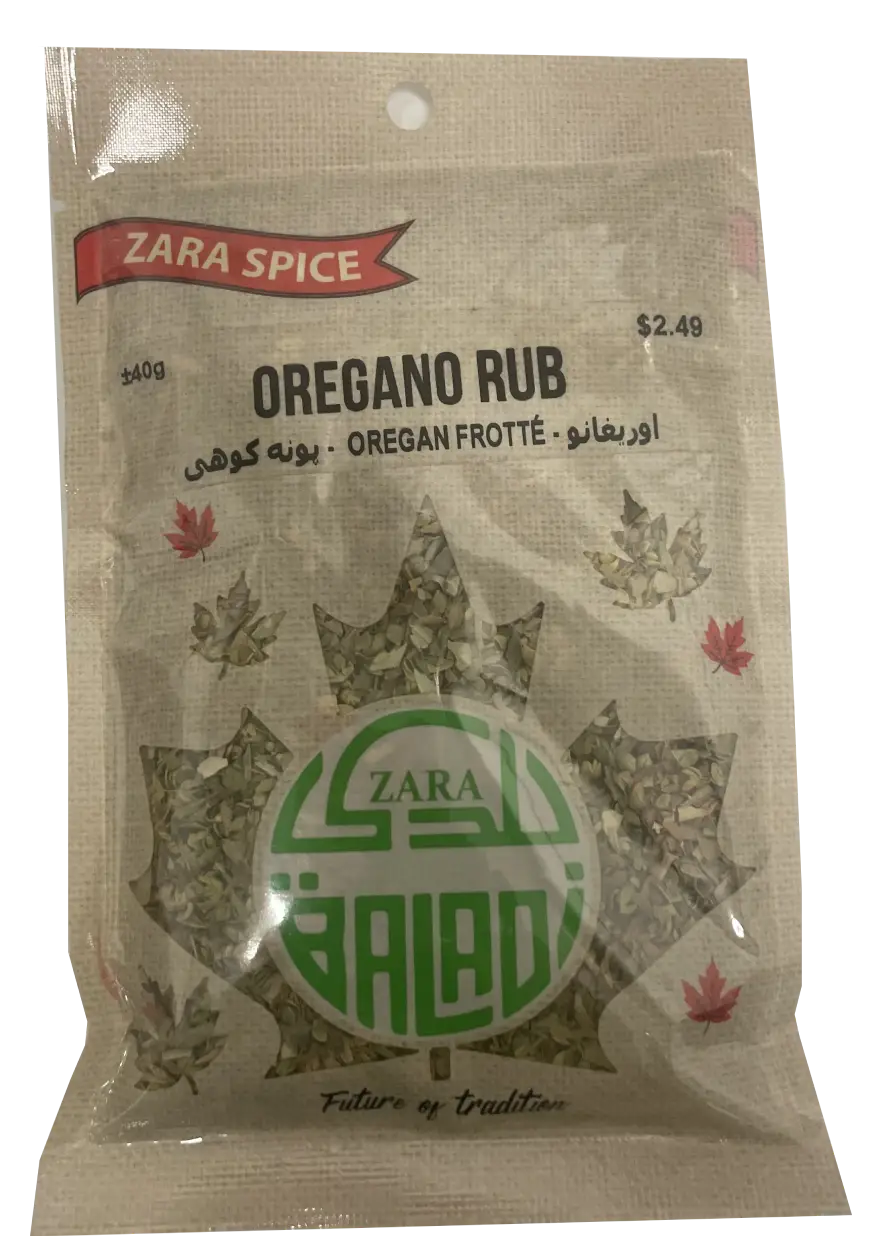 ZARA SPICE
$2.49
±40g
OREGANO RUB
پونه کوهی - OREGAN FROTTÉ - اوريغانو
بلدي
ZARA
BALADI
Future of tradition